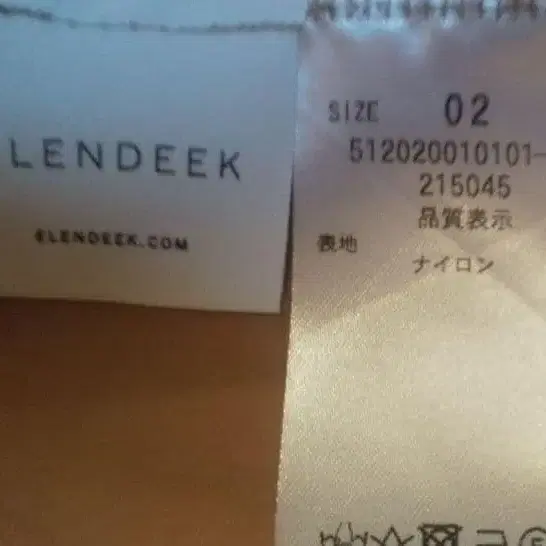 LENDEEK
ELENDEEK.COM
SIZE 02
512020010101-
215045
品質表示
表地
ナイロン